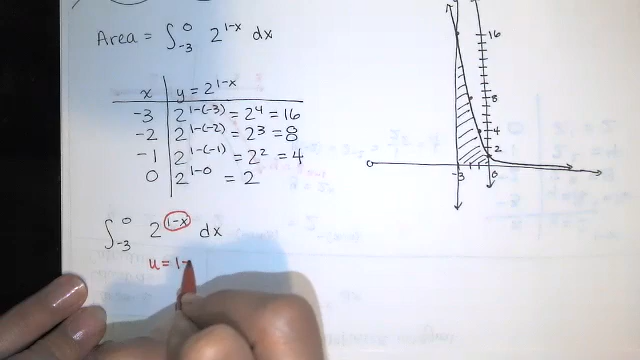 Area = ∫₋₃⁰ 2^(1-x) dx
x | y = 2^(1-x)
-3 | 2^(1-(-3)) = 2⁴ = 16
-2 | 2^(1-(-2)) = 2³ = 8
-1 | 2^(1-(-1)) = 2² = 4
0 | 2^(1-0) = 2
∫₋₃⁰ 2^(1-x) dx
u = 1-
16
8
4
2
-3
0